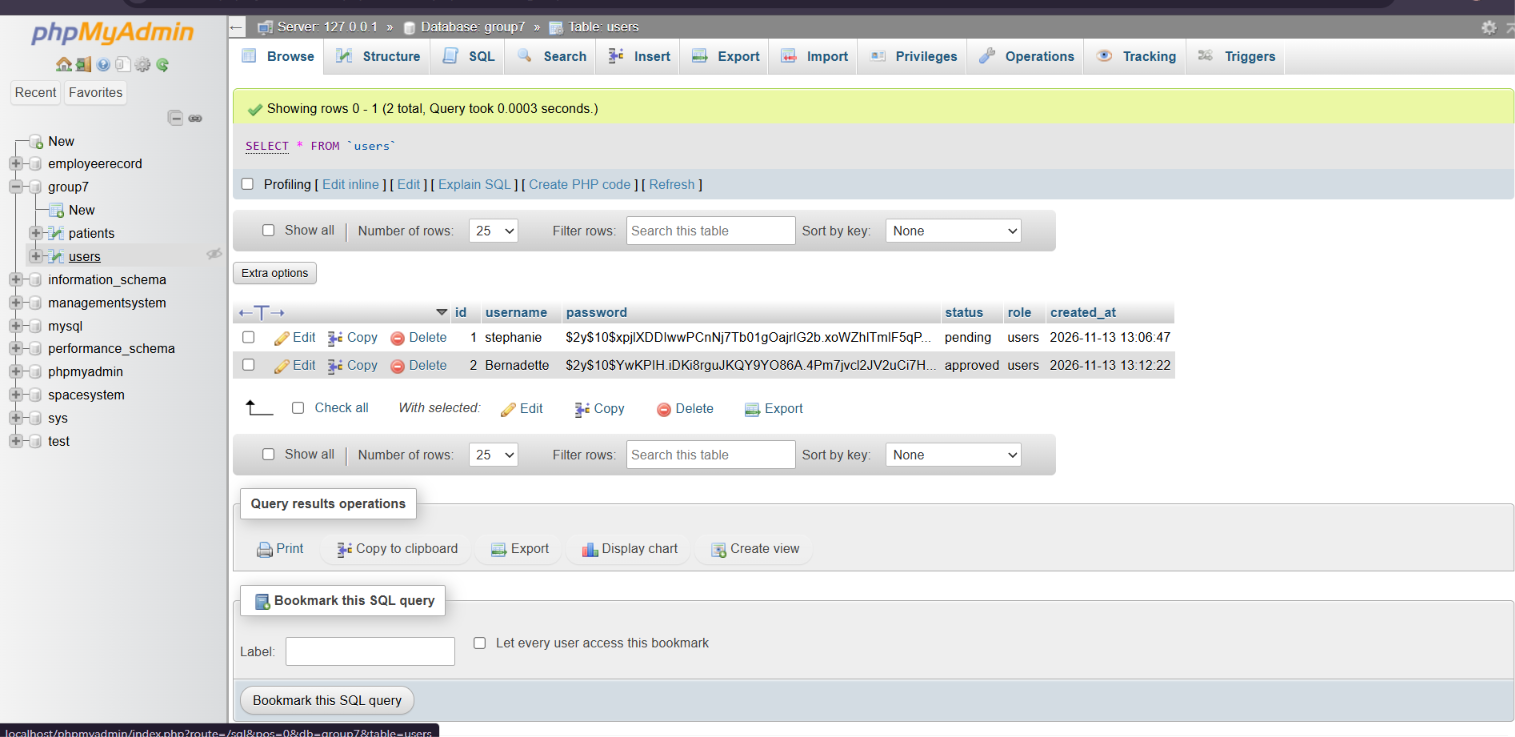 phpMyAdmin
Recent Favorites
New
employeerecord
group7
New
patients
users
information_schema
managementsystem
mysql
performance_schema
phpmyadmin
spacesystem
sys
test
Server: 127.0.0.1 » Database: group7 » Table: users
Browse Structure SQL Search Insert Export Import Privileges Operations Tracking Triggers
Showing rows 0 - 1 (2 total, Query took 0.0003 seconds.)
SELECT * FROM `users`
Profiling [ Edit inline ] [ Edit ] [ Explain SQL ] [ Create PHP code ] [ Refresh ]
Show all Number of rows: 25 Filter rows: Search this table Sort by key: None
Extra options
←T→ id username password status role created_at
Edit Copy Delete 1 stephanie $2y$10$xpjlXDDIwwPCnNj7Tb01gOajrlG2b.xoWZhlTmlF5qP... pending users 2026-11-13 13:06:47
Edit Copy Delete 2 Bernadette $2y$10$YwKPIH.iDKi8rguJKQY9YO86A.4Pm7jvcl2JV2uCi7H... approved users 2026-11-13 13:12:22
Check all With selected: Edit Copy Delete Export
Show all Number of rows: 25 Filter rows: Search this table Sort by key: None
Query results operations
Print Copy to clipboard Export Display chart Create view
Bookmark this SQL query
Label: Let every user access this bookmark
Bookmark this SQL query
localhost/phpmyadmin/index.php?route=/sql&pos=0&db=group7&table=users